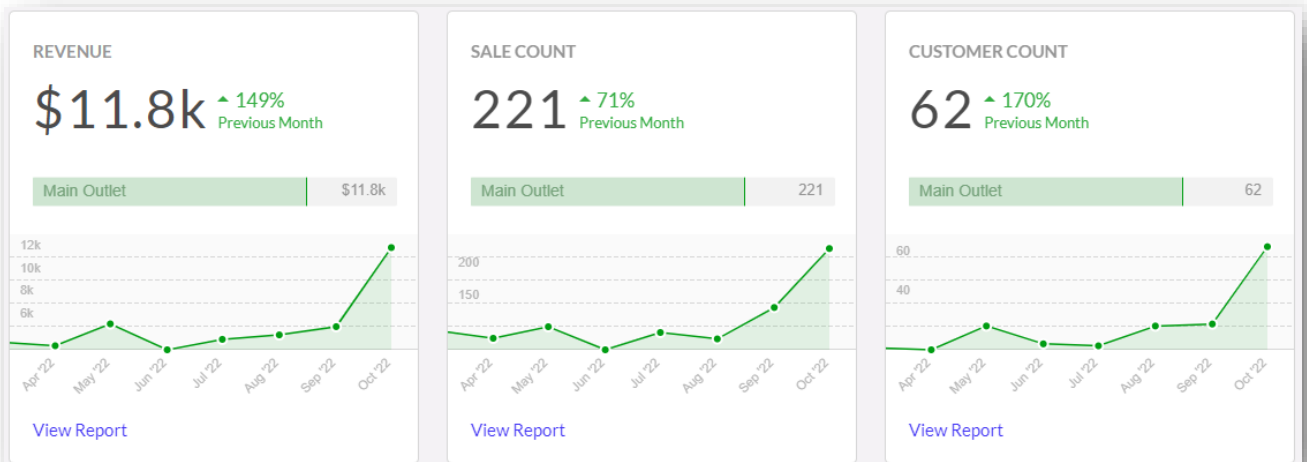 REVENUE
$11.8k 149%
Previous Month
Main Outlet $11.8k
12k
10k
8k
6k
Apr '22 May '22 Jun '22 Jul '22 Aug '22 Sep '22 Oct '22
View Report
SALE COUNT
221 71%
Previous Month
Main Outlet 221
200
150
Apr '22 May '22 Jun '22 Jul '22 Aug '22 Sep '22 Oct '22
View Report
CUSTOMER COUNT
62 170%
Previous Month
Main Outlet 62
60
40
Apr '22 May '22 Jun '22 Jul '22 Aug '22 Sep '22 Oct '22
View Report